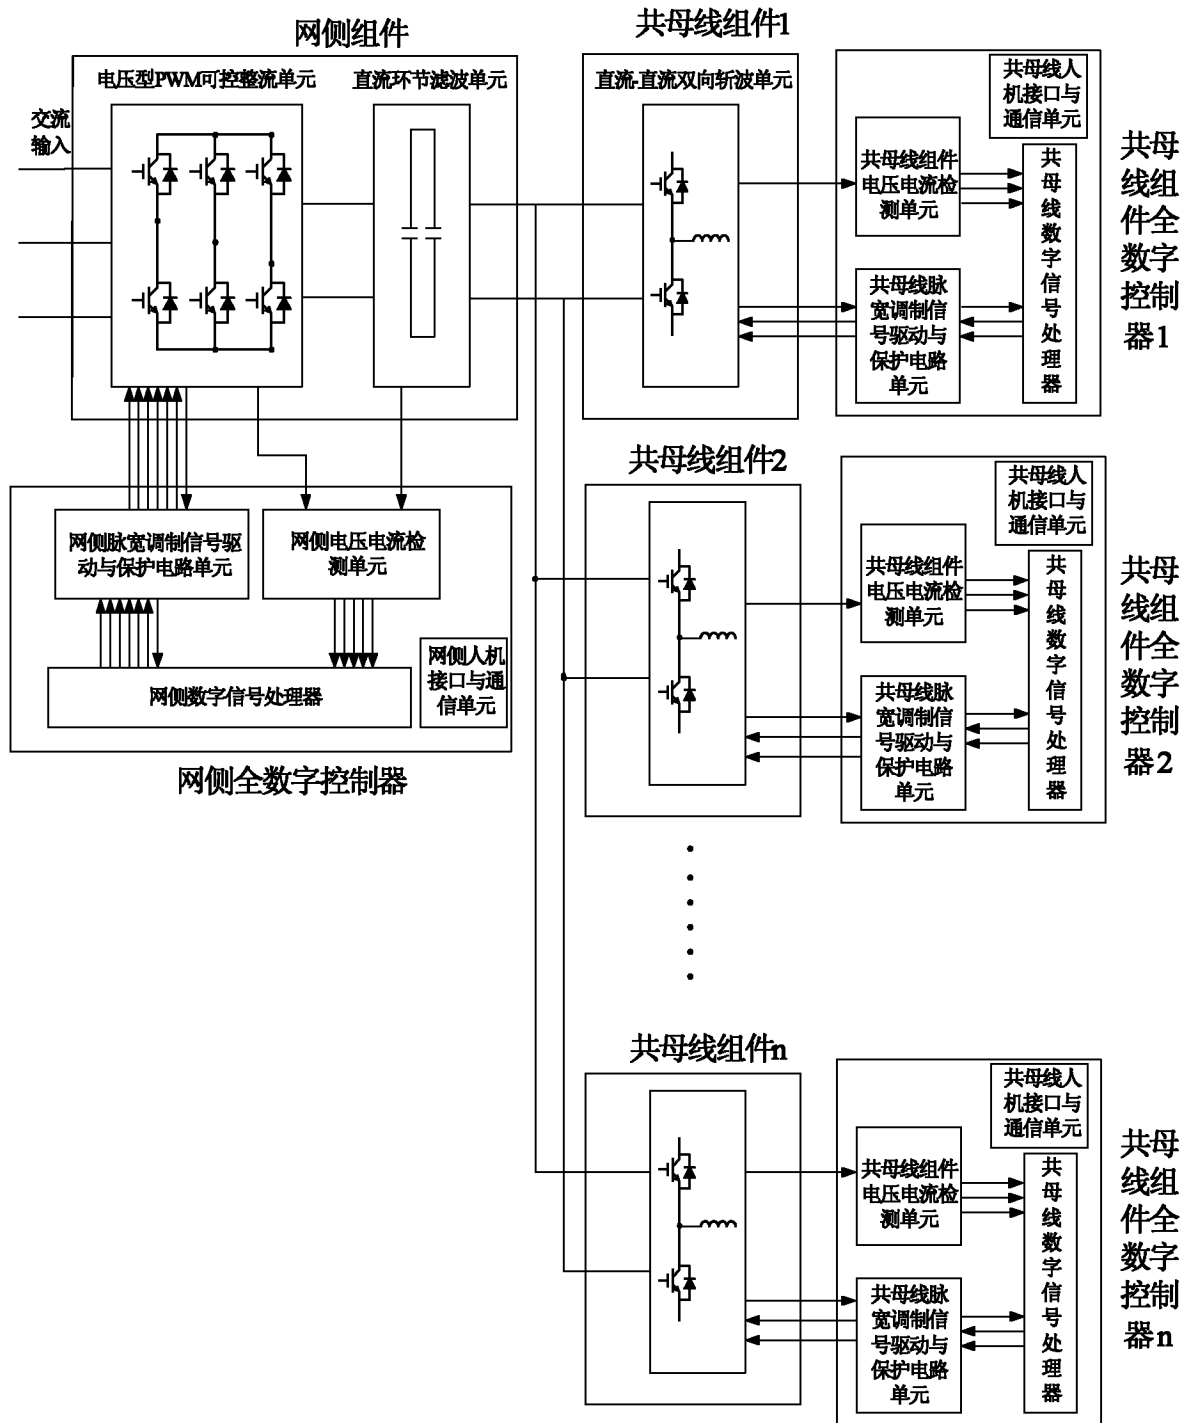 网侧组件
电压型PWM可控整流单元
直流环节滤波单元
交流
输入
共母线组件1
直流-直流双向斩波单元
共母线人
机接口与
通信单元
共母线组件
电压电流检
测单元
共母线数字信号处理器
共母线脉
宽调制信
号驱动与
保护电路
单元
共母
线组
件全
数字
控制
器1
网侧脉宽调制信号驱
动与保护电路单元
网侧电压电流检
测单元
网侧数字信号处理器
网侧人机
接口与通
信单元
网侧全数字控制器
共母线组件2
共母线人
机接口与
通信单元
共母线组件
电压电流检
测单元
共母线数字信号处理器
共母线脉
宽调制信
号驱动与
保护电路
单元
共母
线组
件全
数字
控制
器2
共母线组件n
共母线人
机接口与
通信单元
共母线组件
电压电流检
测单元
共母线数字信号处理器
共母线脉
宽调制信
号驱动与
保护电路
单元
共母
线组
件全
数字
控制
器n